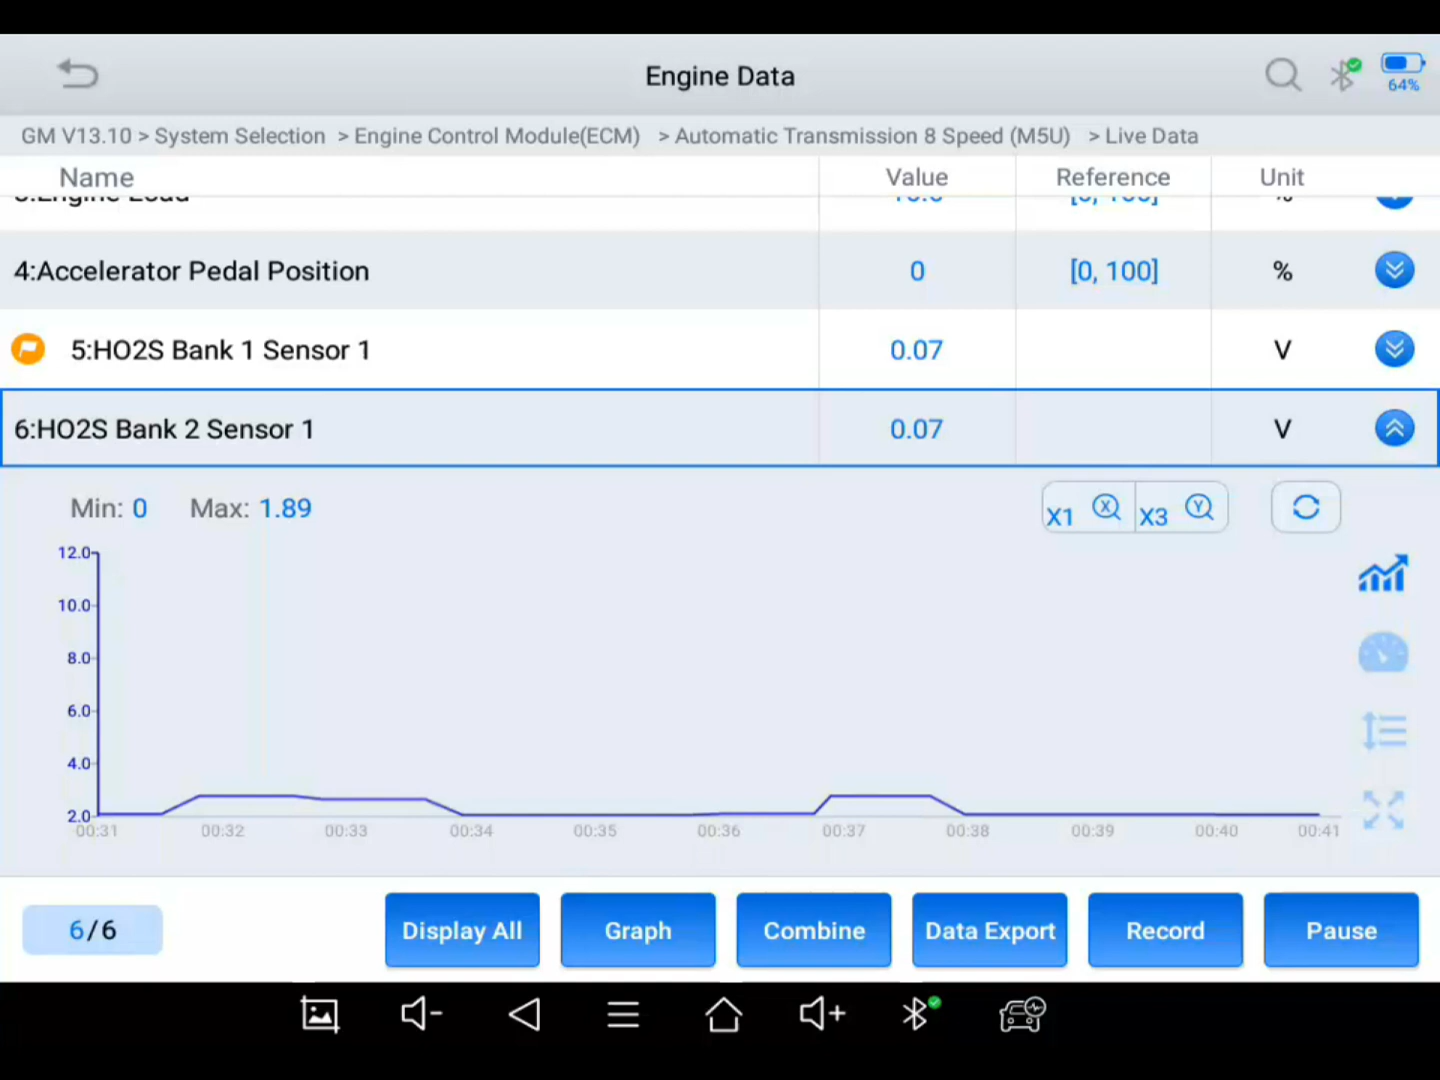 Engine Data
64%
GM V13.10 > System Selection > Engine Control Module(ECM) > Automatic Transmission 8 Speed (M5U) > Live Data
Name Value Reference Unit
3:Engine Load [0, 100] %
4:Accelerator Pedal Position 0 [0, 100] %
5:HO2S Bank 1 Sensor 1 0.07 V
6:HO2S Bank 2 Sensor 1 0.07 V
Min: 0 Max: 1.89 X1 X X3 Y
12.0
10.0
8.0
6.0
4.0
2.0
00:31 00:32 00:33 00:34 00:35 00:36 00:37 00:38 00:39 00:40 00:41
6/6 Display All Graph Combine Data Export Record Pause